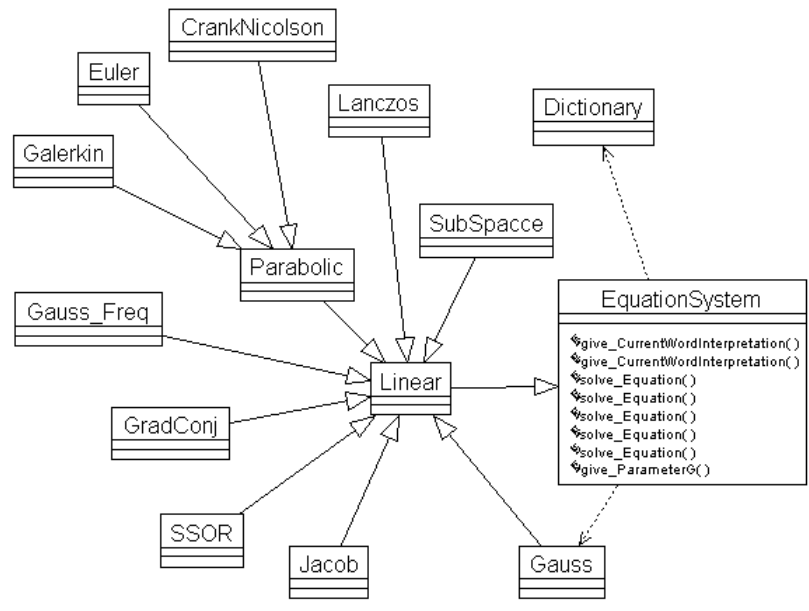 CrankNicolson
Euler
Lanczos
Dictionary
Galerkin
SubSpacce
Parabolic
EquationSystem
Gauss_Freq
give_CurrentWordInterpretation()
give_CurrentWordInterpretation()
Linear
solve_Equation()
solve_Equation()
solve_Equation()
solve_Equation()
solve_Equation()
give_ParameterG()
GradConj
SSOR
Jacob
Gauss